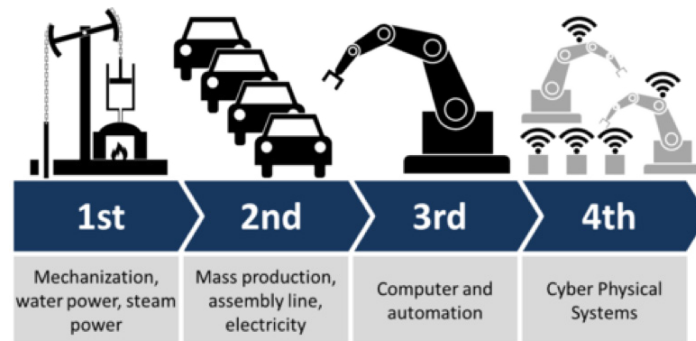 1st
2nd
3rd
4th
Mechanization,
water power, steam
power
Mass production,
assembly line,
electricity
Computer and
automation
Cyber Physical
Systems